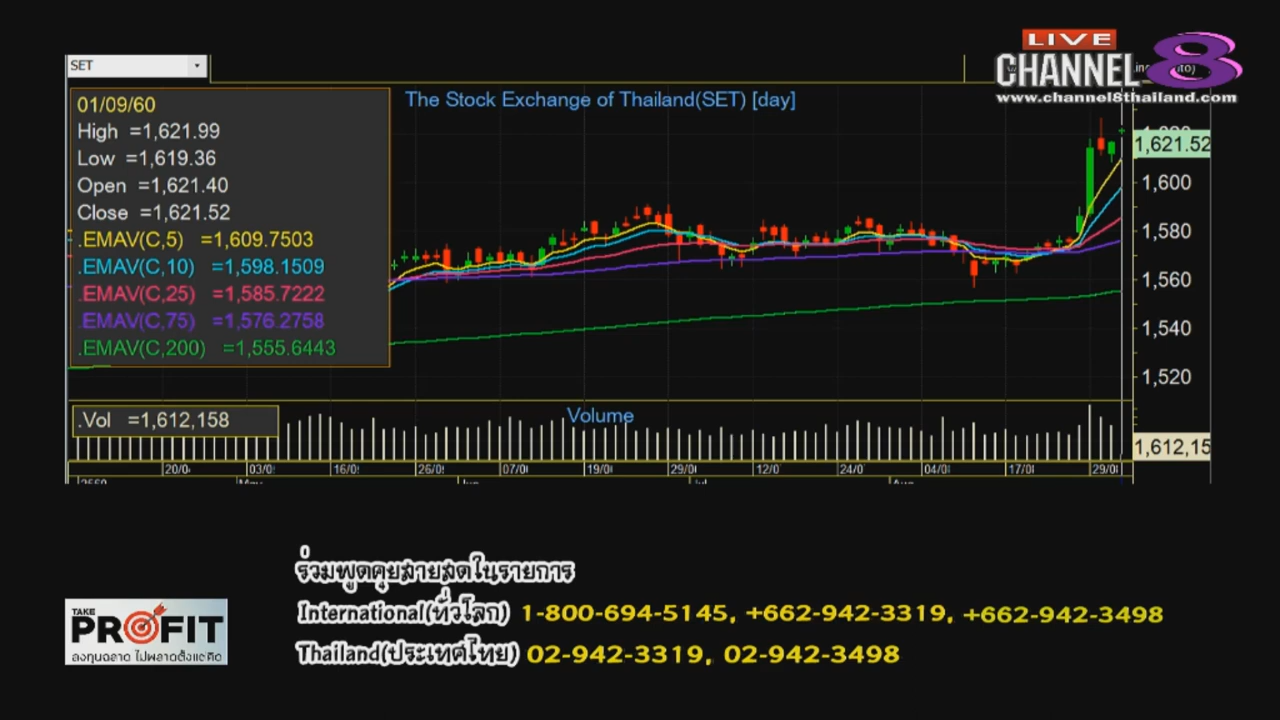 LIVE
CHANNEL 8
www.channel8thailand.com
SET
The Stock Exchange of Thailand(SET) [day]
01/09/60
High =1,621.99
Low =1,619.36
Open =1,621.40
Close =1,621.52
.EMAV(C,5) =1,609.7503
.EMAV(C,10) =1,598.1509
.EMAV(C,25) =1,585.7222
.EMAV(C,75) =1,576.2758
.EMAV(C,200) =1,555.6443
1,621.52
1,600
1,580
1,560
1,540
1,520
.Vol =1,612,158
Volume
1,612,15
20/0 03/0 16/0 26/0 07/0 19/0 29/0 12/0 24/0 04/0 17/0 29/0
ร่วมพูดคุยสายสดในรายการ
International(ทั่วโลก) 1-800-694-5145, +662-942-3319, +662-942-3498
Thailand(ประเทศไทย) 02-942-3319, 02-942-3498
TAKE
PROFIT
ลงทุนฉลาด ไม่พลาดตั้งแต่คิด